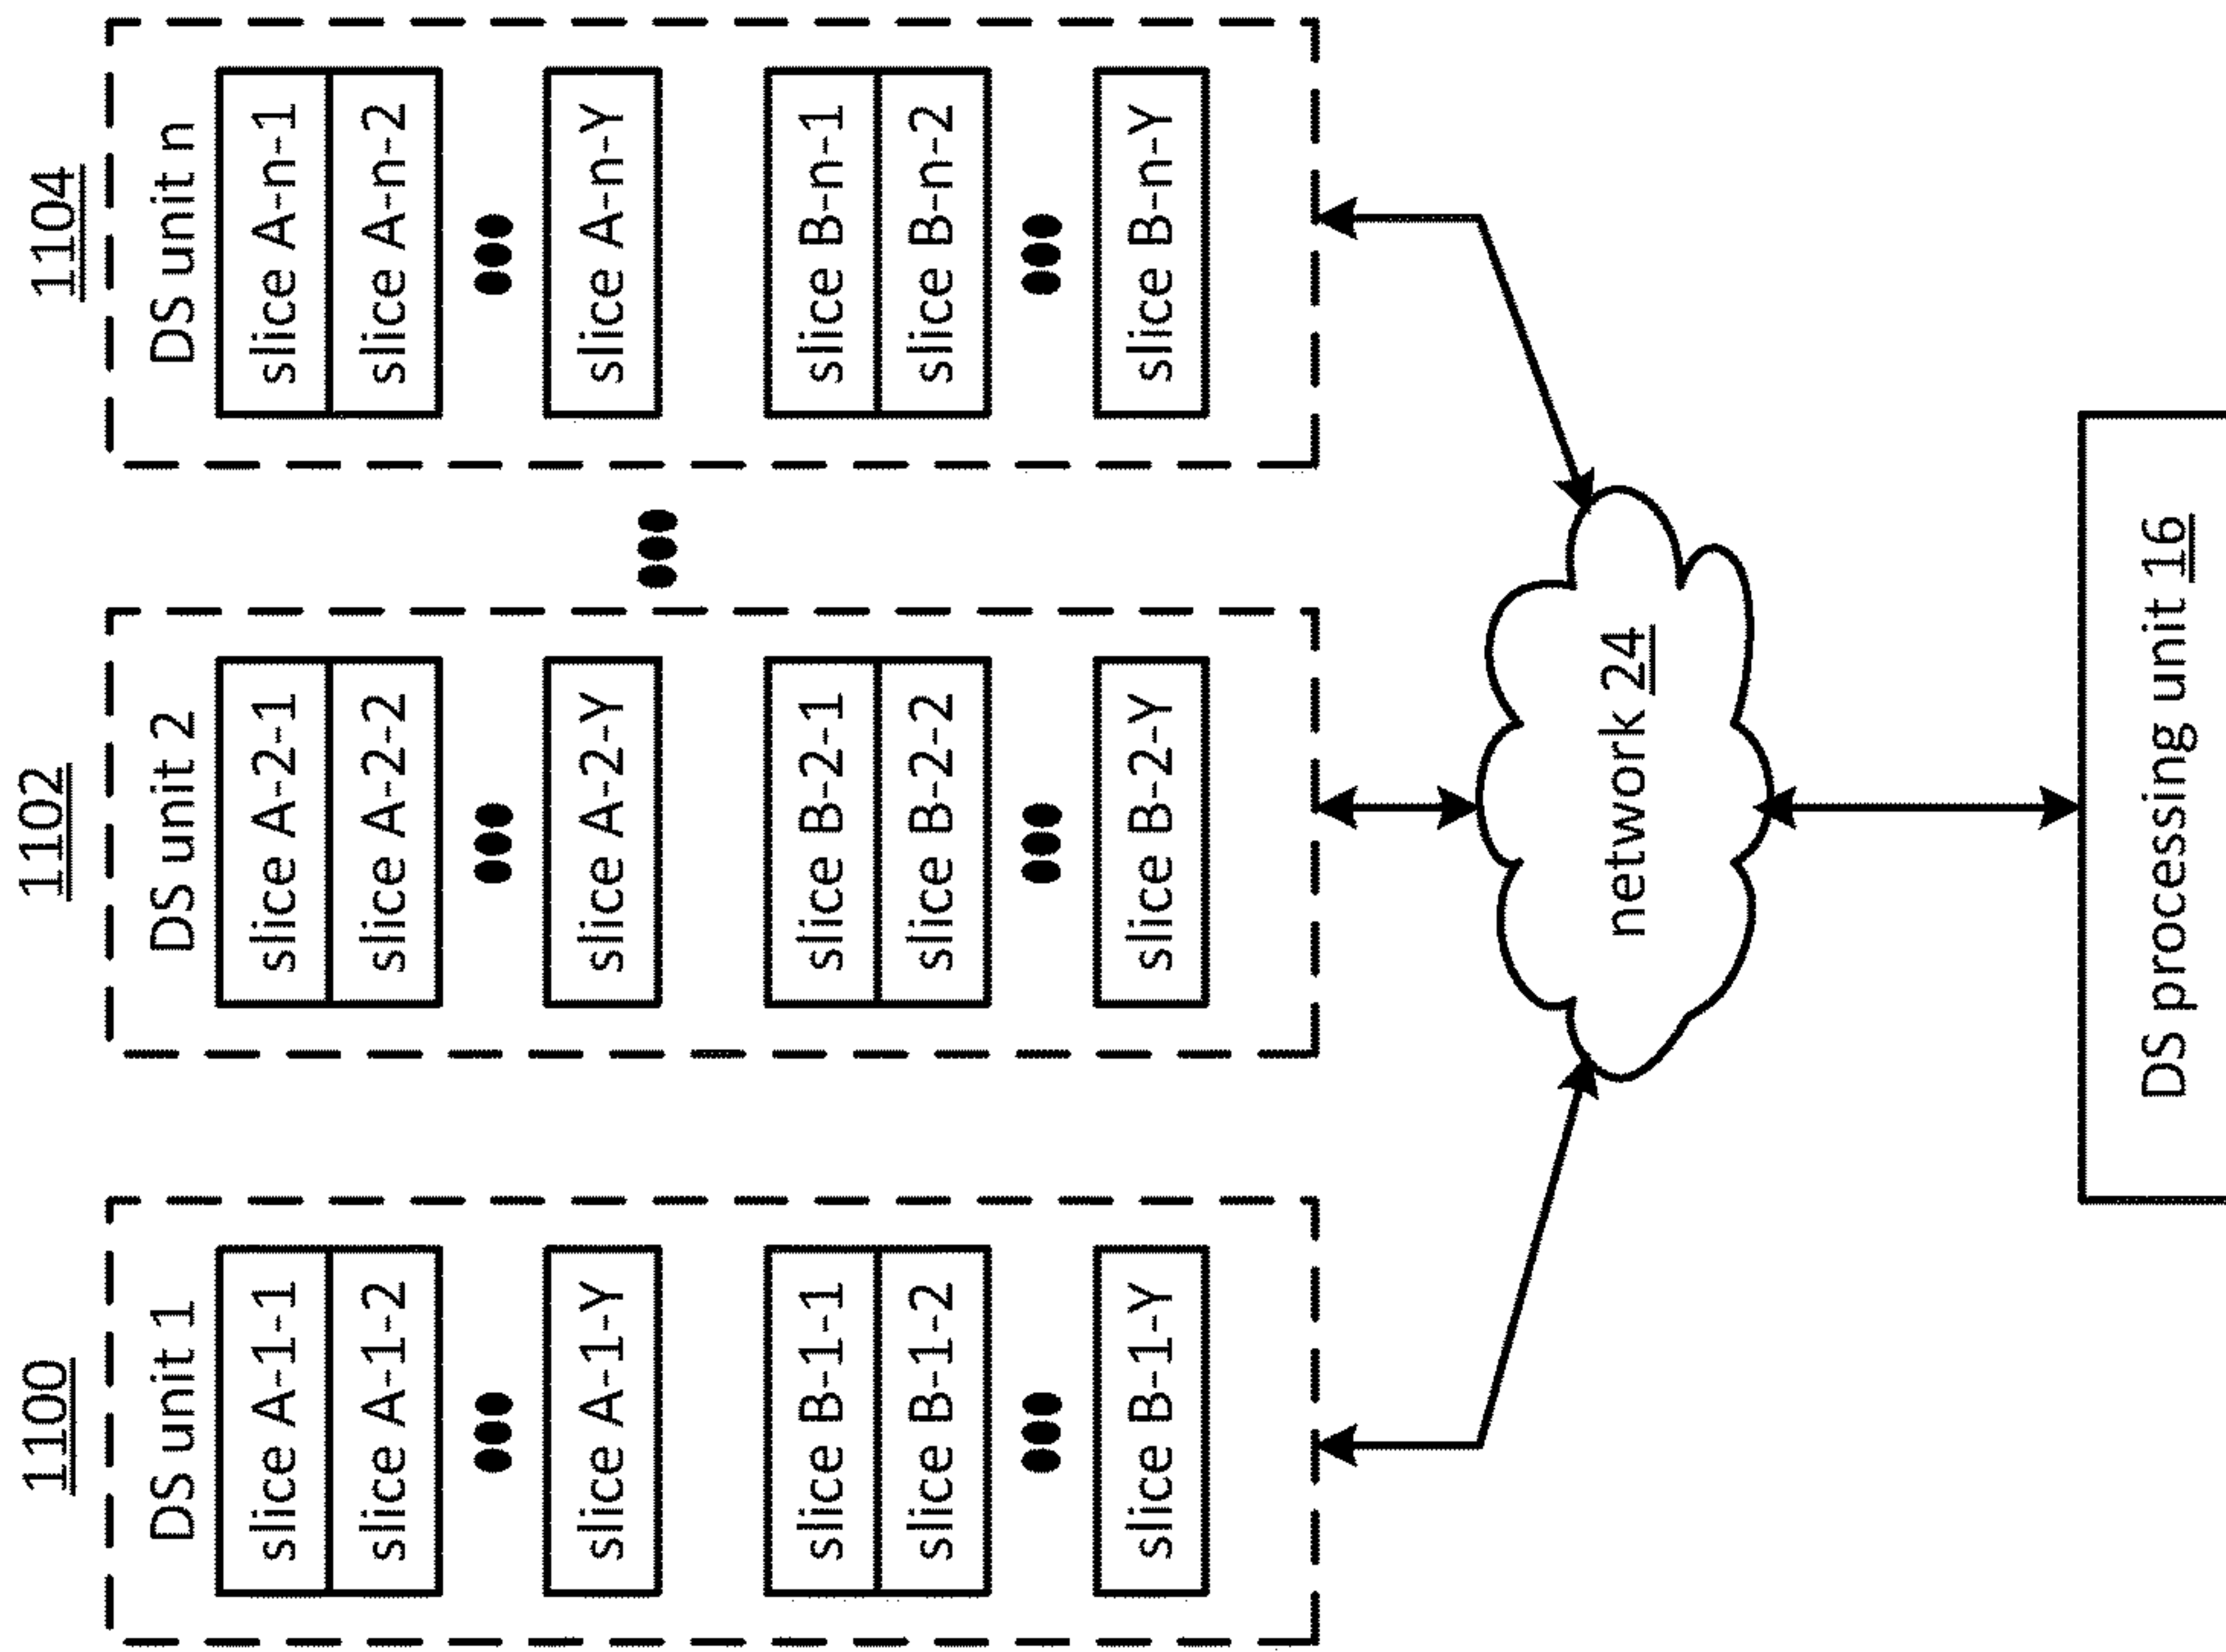 1100
DS unit 1
slice A-1-1
slice A-1-2
slice A-1-Y
slice B-1-1
slice B-1-2
slice B-1-Y
1102
DS unit 2
slice A-2-1
slice A-2-2
slice A-2-Y
slice B-2-1
slice B-2-2
slice B-2-Y
1104
DS unit n
slice A-n-1
slice A-n-2
slice A-n-Y
slice B-n-1
slice B-n-2
slice B-n-Y
network 24
DS processing unit 16